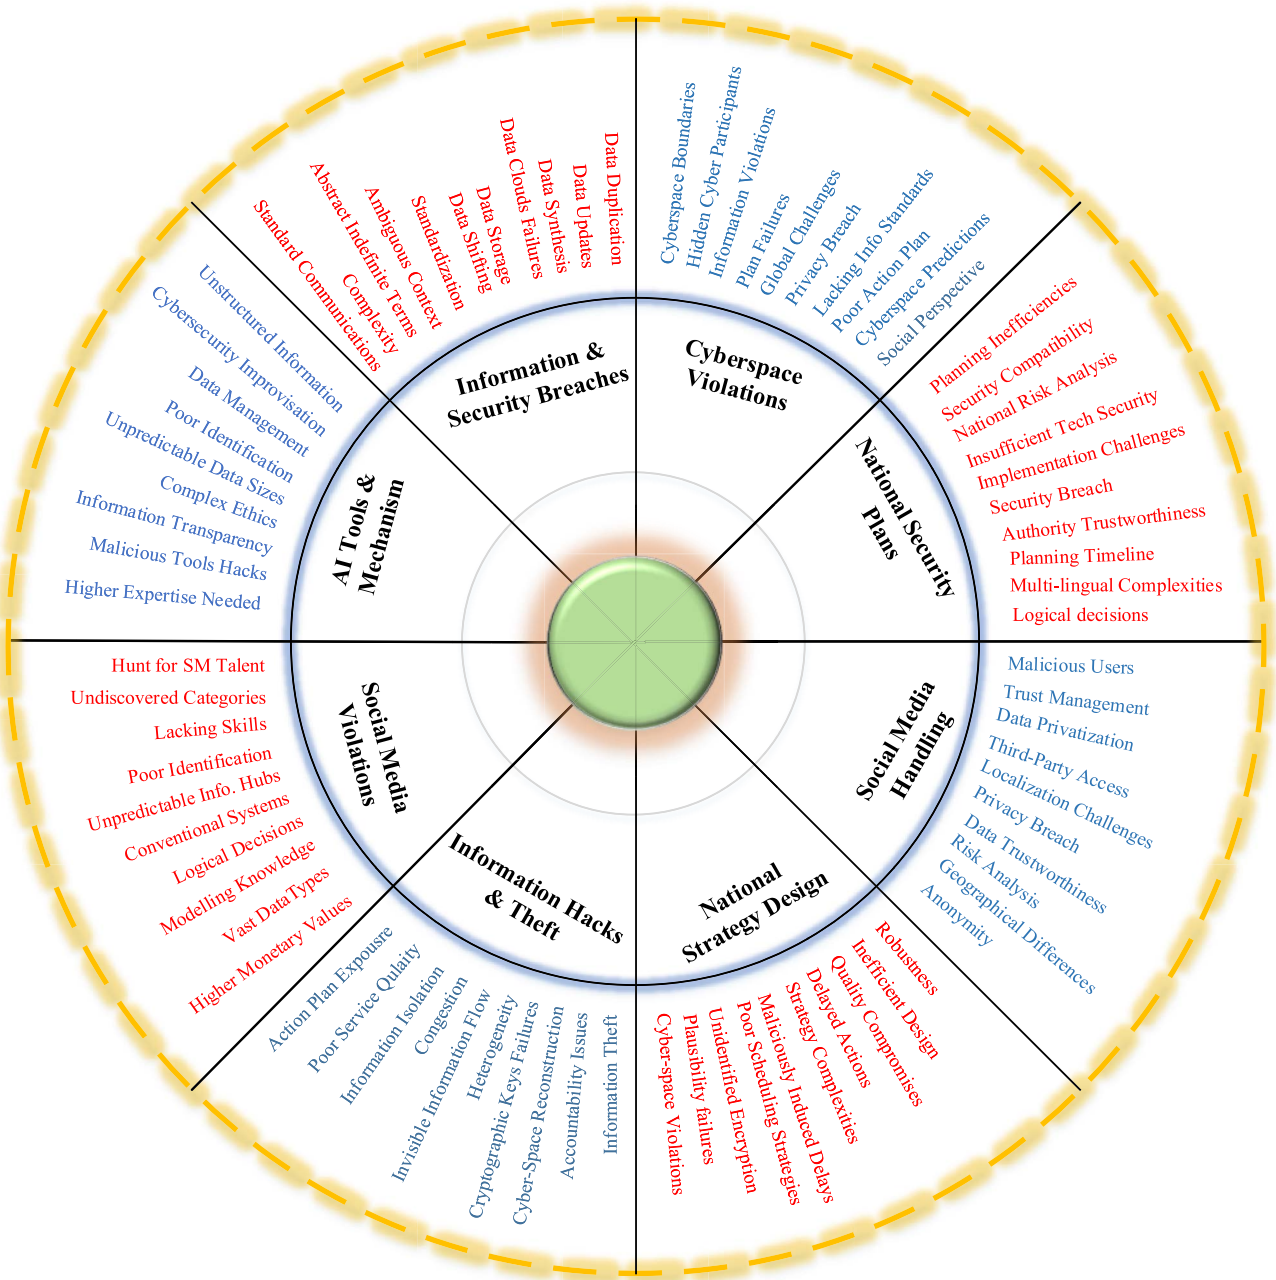 Information &
Security Breaches
Standard Communications
Complexity
Abstract Indefinite Terms
Ambiguous Context
Standardization
Data Shifting
Data Storage
Data Clouds Failures
Data Synthesis
Data Updates
Data Duplication
Cyberspace
Violations
Cyberspace Boundaries
Hidden Cyber Participants
Information Violations
Plan Failures
Global Challenges
Privacy Breach
Lacking Info Standards
Poor Action Plan
Cyberspace Predictions
Social Perspective
National Security
Plans
Planning Inefficiencies
Security Compatibility
National Risk Analysis
Insufficient Tech Security
Implementation Challenges
Security Breach
Authority Trustworthiness
Planning Timeline
Multi-lingual Complexities
Logical decisions
Social Media
Handling
Malicious Users
Trust Management
Data Privatization
Third-Party Access
Localization Challenges
Privacy Breach
Data Trustworthiness
Risk Analysis
Geographical Differences
Anonymity
National
Strategy Design
Robustness
Inefficient Design
Quality Compromises
Delayed Actions
Strategy Complexities
Maliciously Induced Delays
Poor Scheduling Strategies
Unidentified Encryption
Plausibility failures
Cyber-space Violations
Information Hacks
& Theft
Information Theft
Accountability Issues
Cyber-Space Reconstruction
Cryptographic Keys Failures
Heterogeneity
Invisible Information Flow
Congestion
Information Isolation
Poor Service Qulaity
Action Plan Expousre
Social Media
Violations
Hunt for SM Talent
Undiscovered Categories
Lacking Skills
Poor Identification
Unpredictable Info. Hubs
Conventional Systems
Logical Decisions
Modelling Knowledge
Vast DataTypes
Higher Monetary Values
AI Tools &
Mechanism
Unstructured Information
Cybersecurity Improvisation
Data Management
Poor Identification
Unpredictable Data Sizes
Complex Ethics
Information Transparency
Malicious Tools Hacks
Higher Expertise Needed